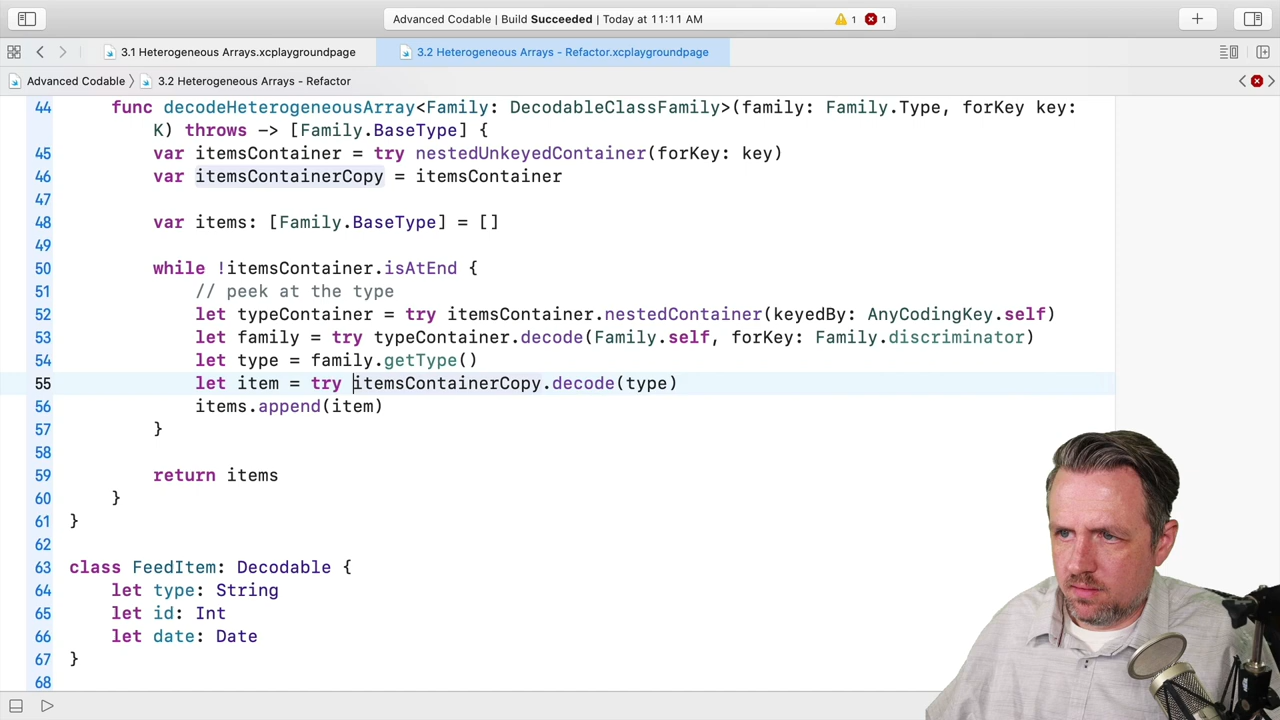 Advanced Codable | Build Succeeded | Today at 11:11 AM 1 1
3.1 Heterogeneous Arrays.xcplaygroundpage 3.2 Heterogeneous Arrays - Refactor.xcplaygroundpage
Advanced Codable 3.2 Heterogeneous Arrays - Refactor
44 func decodeHeterogeneousArray<Family: DecodableClassFamily>(family: Family.Type, forKey key:
K) throws -> [Family.BaseType] {
45 var itemsContainer = try nestedUnkeyedContainer(forKey: key)
46 var itemsContainerCopy = itemsContainer
47
48 var items: [Family.BaseType] = []
49
50 while !itemsContainer.isAtEnd {
51 // peek at the type
52 let typeContainer = try itemsContainer.nestedContainer(keyedBy: AnyCodingKey.self)
53 let family = try typeContainer.decode(Family.self, forKey: Family.discriminator)
54 let type = family.getType()
55 let item = try itemsContainerCopy.decode(type)
56 items.append(item)
57 }
58
59 return items
60 }
61 }
62
63 class FeedItem: Decodable {
64 let type: String
65 let id: Int
66 let date: Date
67 }
68